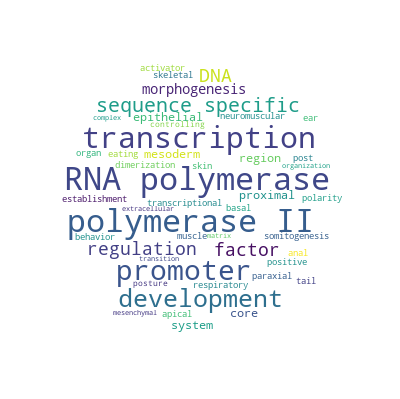 activator
skeletal DNA
morphogenesis
sequence specific
epithelial neuromuscular ear
complex controlling
transcription
organ eating mesoderm region post
dimerization skin organization
RNA polymerase
establishment transcriptional proximal polarity
extracellular basal
polymerase II
behavior muscle matrix somitogenesis
regulation factor anal
transition positive
promoter paraxial
posture respiratory tail
development
mesenchymal apical core
system